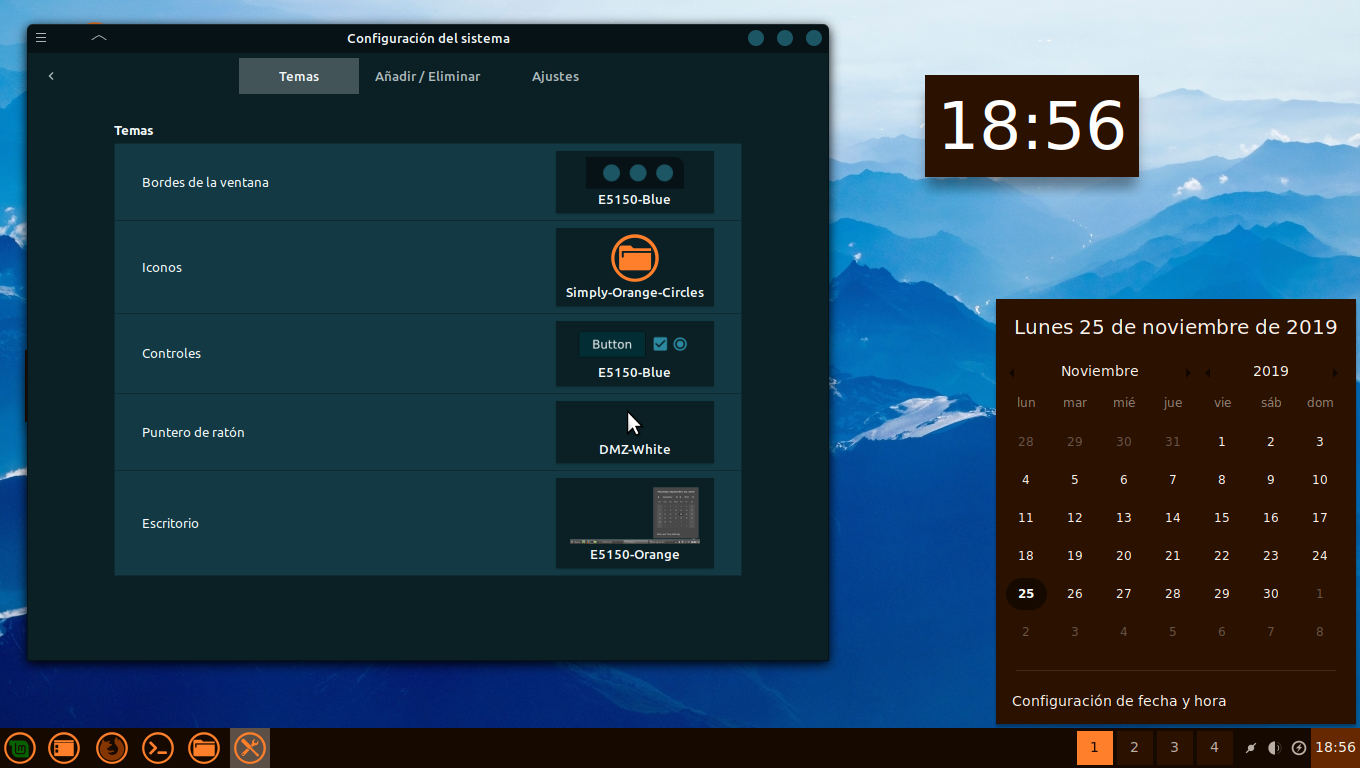 Configuración del sistema
Temas
Añadir / Eliminar
Ajustes
Temas
Bordes de la ventana
E5150-Blue
Iconos
Simply-Orange-Circles
Controles
Button
E5150-Blue
Puntero de ratón
DMZ-White
Escritorio
E5150-Orange
18:56
Lunes 25 de noviembre de 2019
Noviembre 2019
lun mar mié jue vie sáb dom
28 29 30 31 1 2 3
4 5 6 7 8 9 10
11 12 13 14 15 16 17
18 19 20 21 22 23 24
25 26 27 28 29 30 1
2 3 4 5 6 7 8
Configuración de fecha y hora
1 2 3 4 18:56